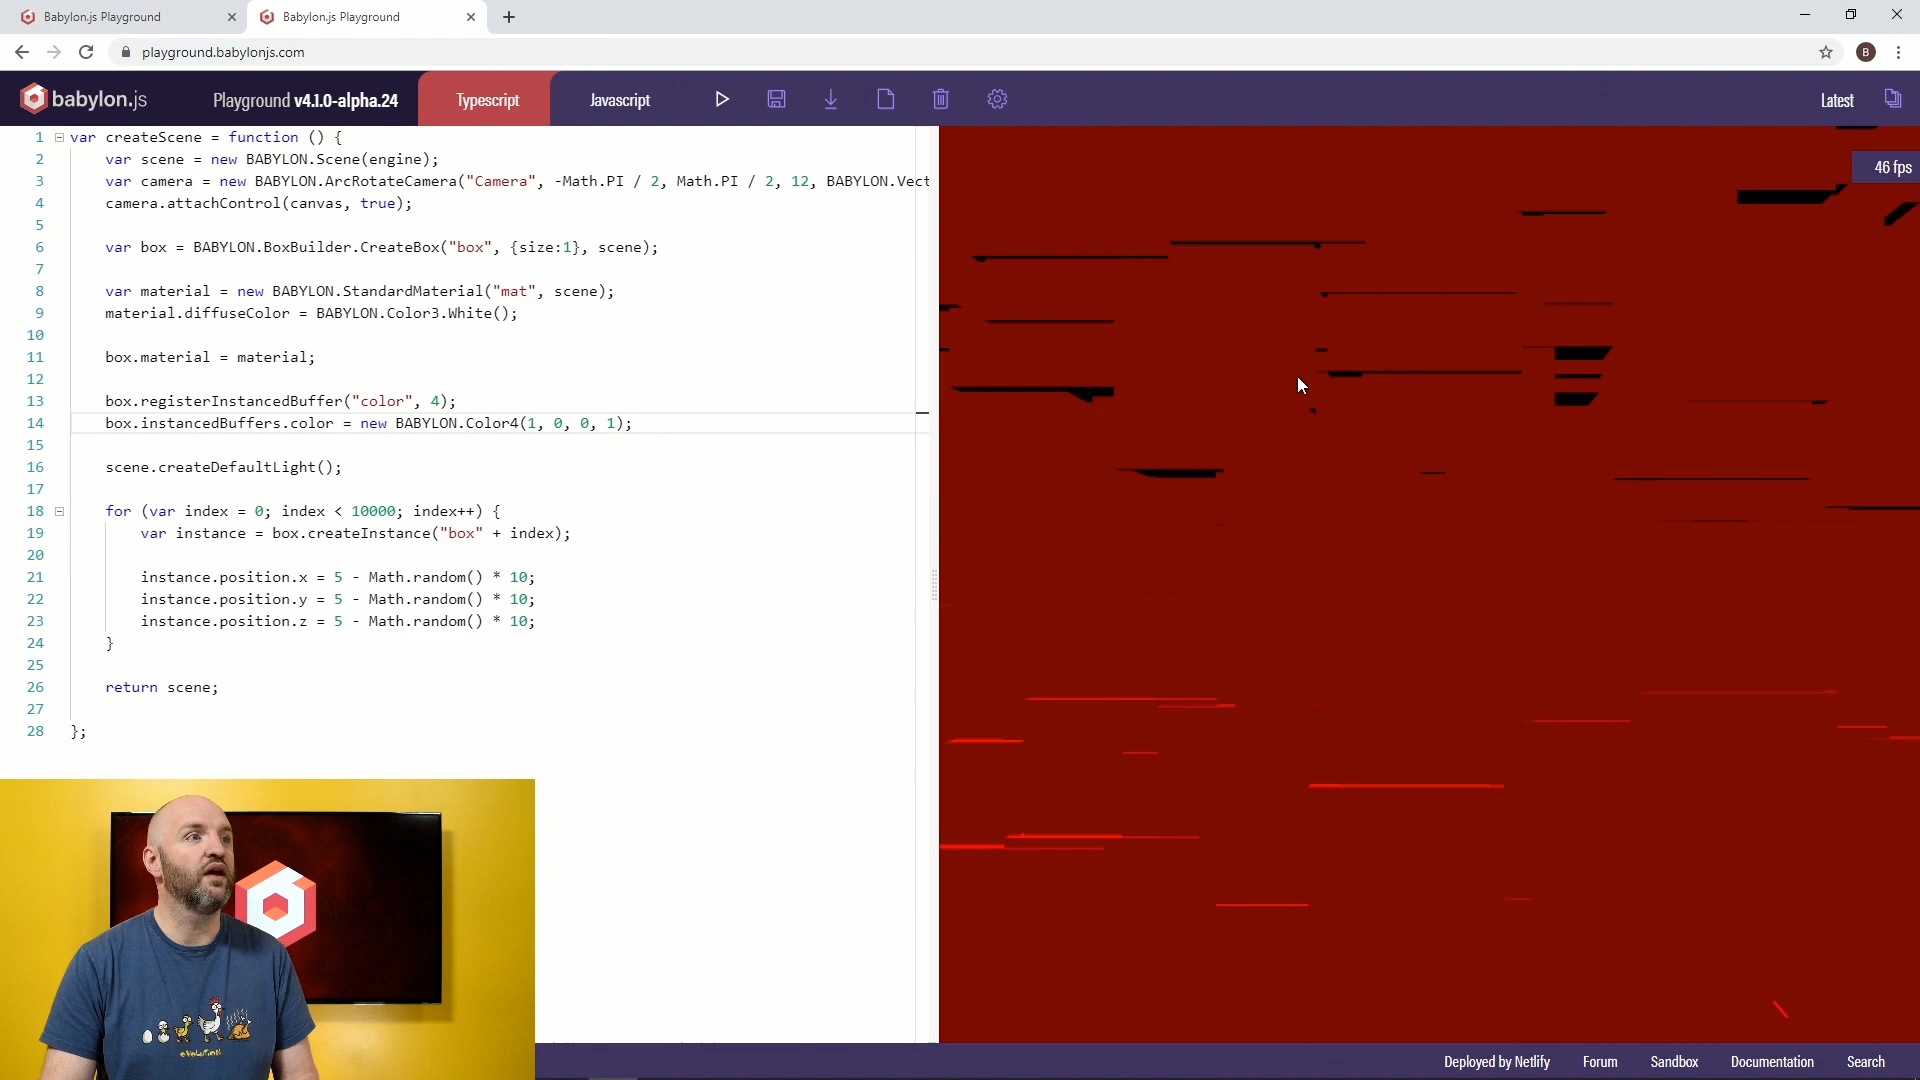 Babylon.js Playground
Babylon.js Playground
playground.babylonjs.com
B
babylon.js
Playground v4.1.0-alpha.24
Typescript
Javascript
Latest
46 fps
1 var createScene = function () {
2 var scene = new BABYLON.Scene(engine);
3 var camera = new BABYLON.ArcRotateCamera("Camera", -Math.PI / 2, Math.PI / 2, 12, BABYLON.Vect
4 camera.attachControl(canvas, true);
5
6 var box = BABYLON.BoxBuilder.CreateBox("box", {size:1}, scene);
7
8 var material = new BABYLON.StandardMaterial("mat", scene);
9 material.diffuseColor = BABYLON.Color3.White();
10
11 box.material = material;
12
13 box.registerInstancedBuffer("color", 4);
14 box.instancedBuffers.color = new BABYLON.Color4(1, 0, 0, 1);
15
16 scene.createDefaultLight();
17
18 for (var index = 0; index < 10000; index++) {
19 var instance = box.createInstance("box" + index);
20
21 instance.position.x = 5 - Math.random() * 10;
22 instance.position.y = 5 - Math.random() * 10;
23 instance.position.z = 5 - Math.random() * 10;
24 }
25
26 return scene;
27
28 };
Deployed by Netlify
Forum
Sandbox
Documentation
Search